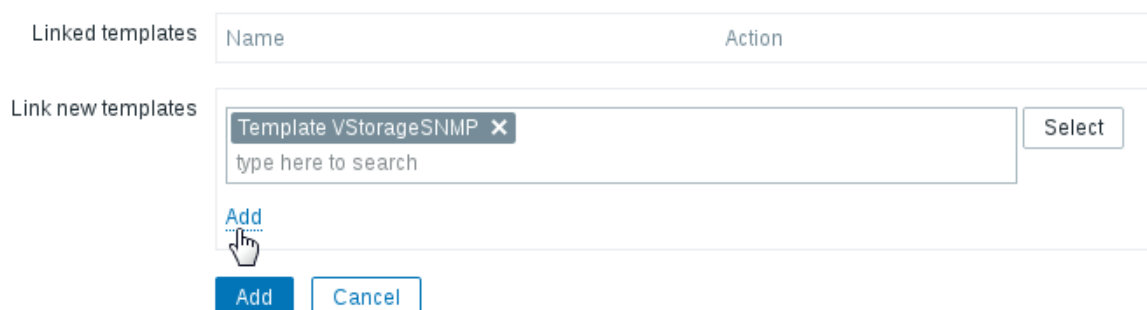 Linked templates Name Action
Link new templates
Template VStorageSNMP ✕ Select
type here to search
Add
Add Cancel